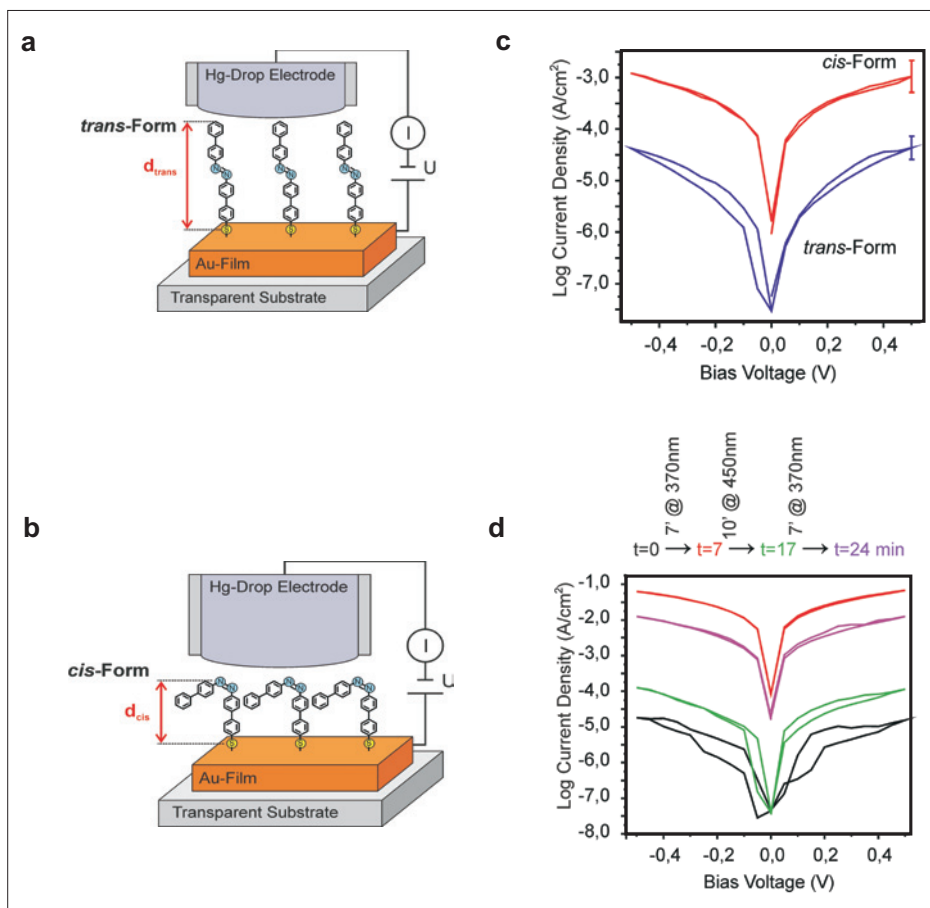 a
Hg-Drop Electrode
trans-Form
d_trans
I
U
N
N
N
N
N
N
S
S
S
Au-Film
Transparent Substrate
c
-3,0
-4,0
-5,0
-6,0
-7,0
Log Current Density (A/cm²)
cis-Form
trans-Form
-0,4
-0,2
0,0
0,2
0,4
Bias Voltage (V)
b
Hg-Drop Electrode
cis-Form
d_cis
I
U
N
N
N
N
N
N
S
S
S
Au-Film
Transparent Substrate
d
7' @ 370nm
10' @ 450nm
7' @ 370nm
t=0 → t=7 → t=17 → t=24 min
-1,0
-2,0
-3,0
-4,0
-5,0
-6,0
-7,0
-8,0
Log Current Density (A/cm²)
-0,4
-0,2
0,0
0,2
0,4
Bias Voltage (V)